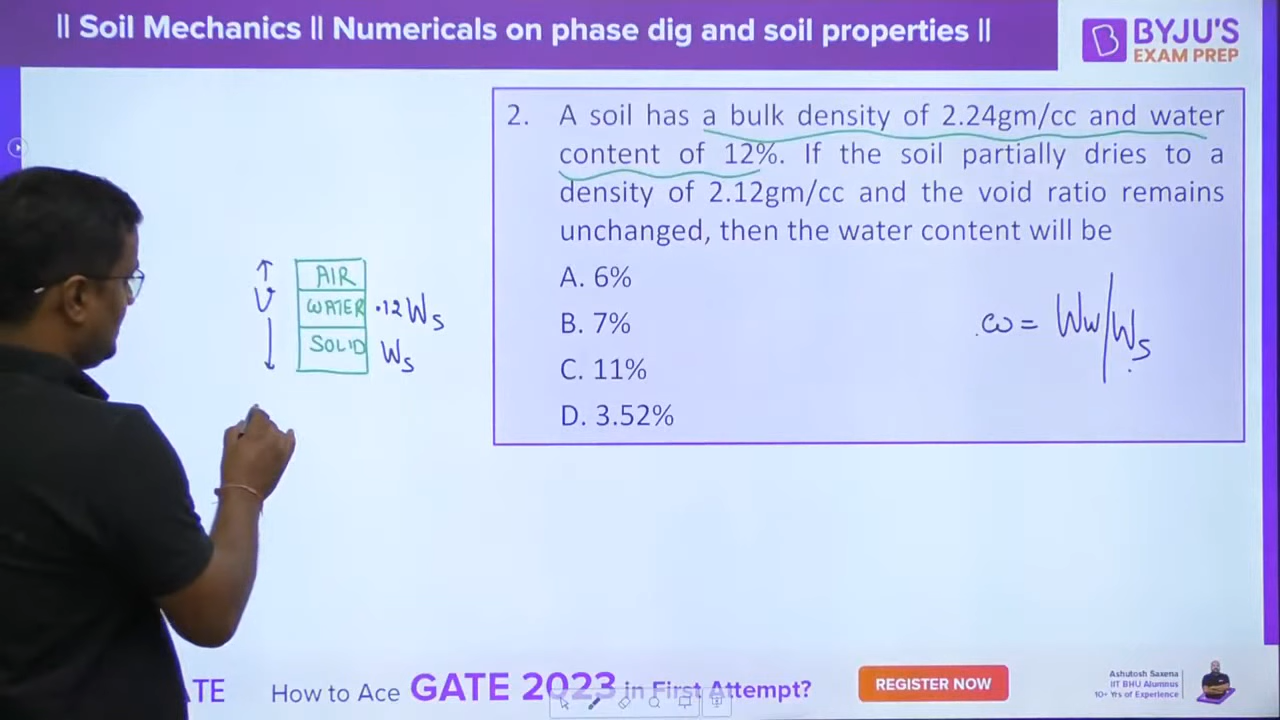 || Soil Mechanics || Numericals on phase dig and soil properties ||
BYJU'S
EXAM PREP
2. A soil has a bulk density of 2.24gm/cc and water
content of 12%. If the soil partially dries to a
density of 2.12gm/cc and the void ratio remains
unchanged, then the water content will be
A. 6%
B. 7%
C. 11%
D. 3.52%
AIR
V WATER .12 Ws
SOLID Ws
ω = Ww/Ws
TE
How to Ace GATE 2023 in First Attempt?
REGISTER NOW
Ashutosh Saxena
IIT BHU Alumnus
10+ Yrs of Experience